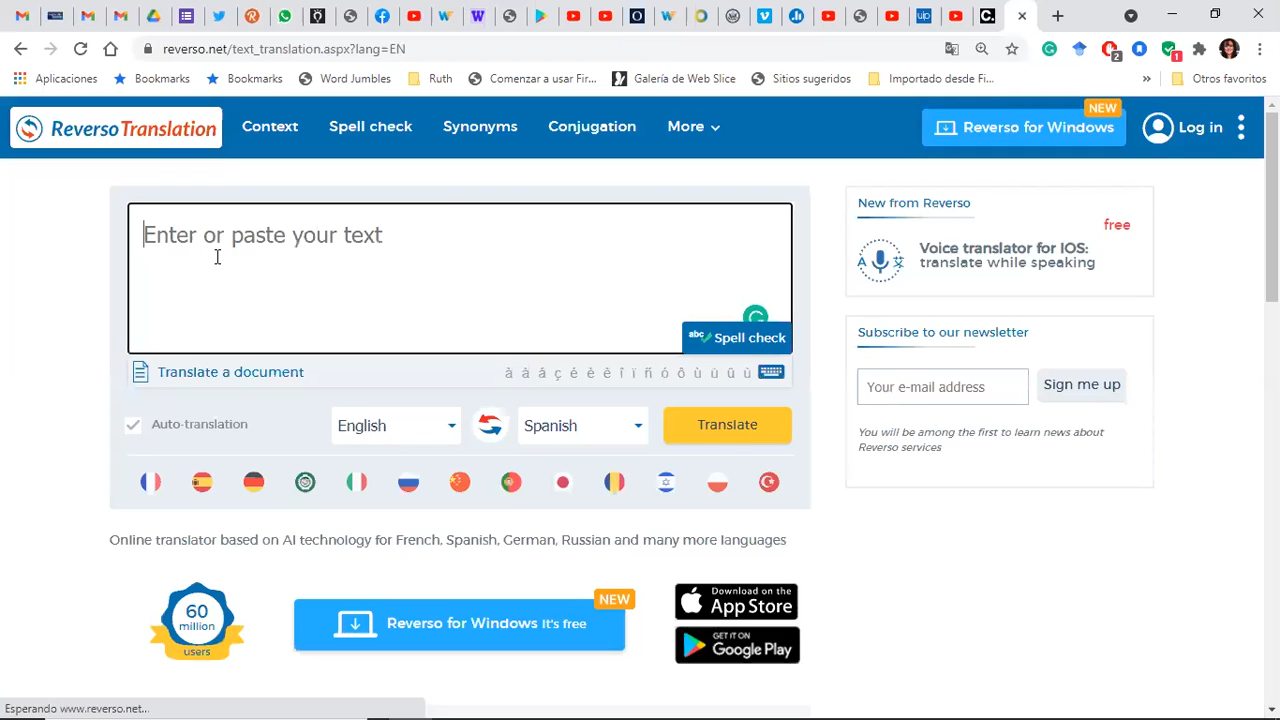 reverso.net/text_translation.aspx?lang=EN
2
1
Aplicaciones
Bookmarks
Bookmarks
Word Jumbles
Ruth
Comenzar a usar Fir...
Galería de Web Slice
Sitios sugeridos
Importado desde Fi...
»
Otros favoritos
Reverso Translation
Context
Spell check
Synonyms
Conjugation
More
NEW
Reverso for Windows
Log in
Enter or paste your text
abc Spell check
Translate a document
ä à â ç é è ê î ï ñ ó ô ù ú û ü
Auto-translation
English
Spanish
Translate
Online translator based on AI technology for French, Spanish, German, Russian and many more languages
60
million
users
NEW
Reverso for Windows It's free
Download on the
App Store
GET IT ON
Google Play
New from Reverso
free
Voice translator for IOS:
translate while speaking
Subscribe to our newsletter
Your e-mail address
Sign me up
You will be among the first to learn news about
Reverso services
Esperando www.reverso.net...